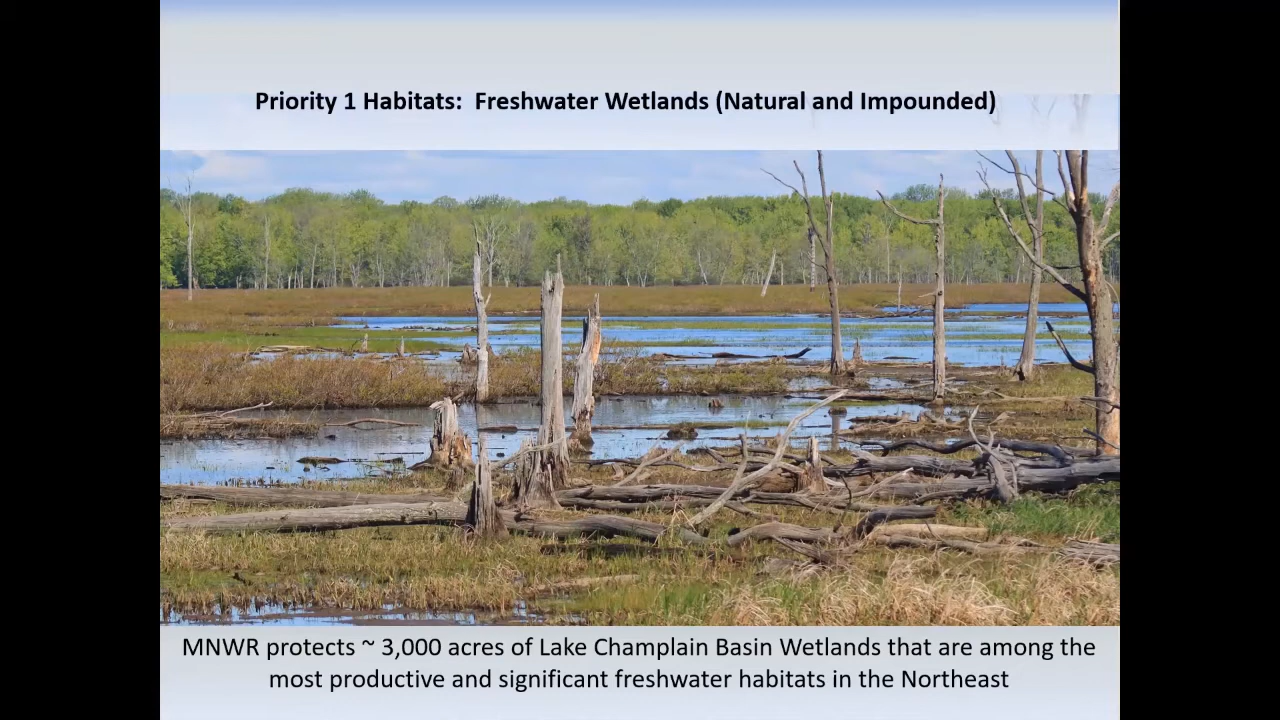 Priority 1 Habitats:  Freshwater Wetlands (Natural and Impounded)
MNWR protects ~ 3,000 acres of Lake Champlain Basin Wetlands that are among the
most productive and significant freshwater habitats in the Northeast